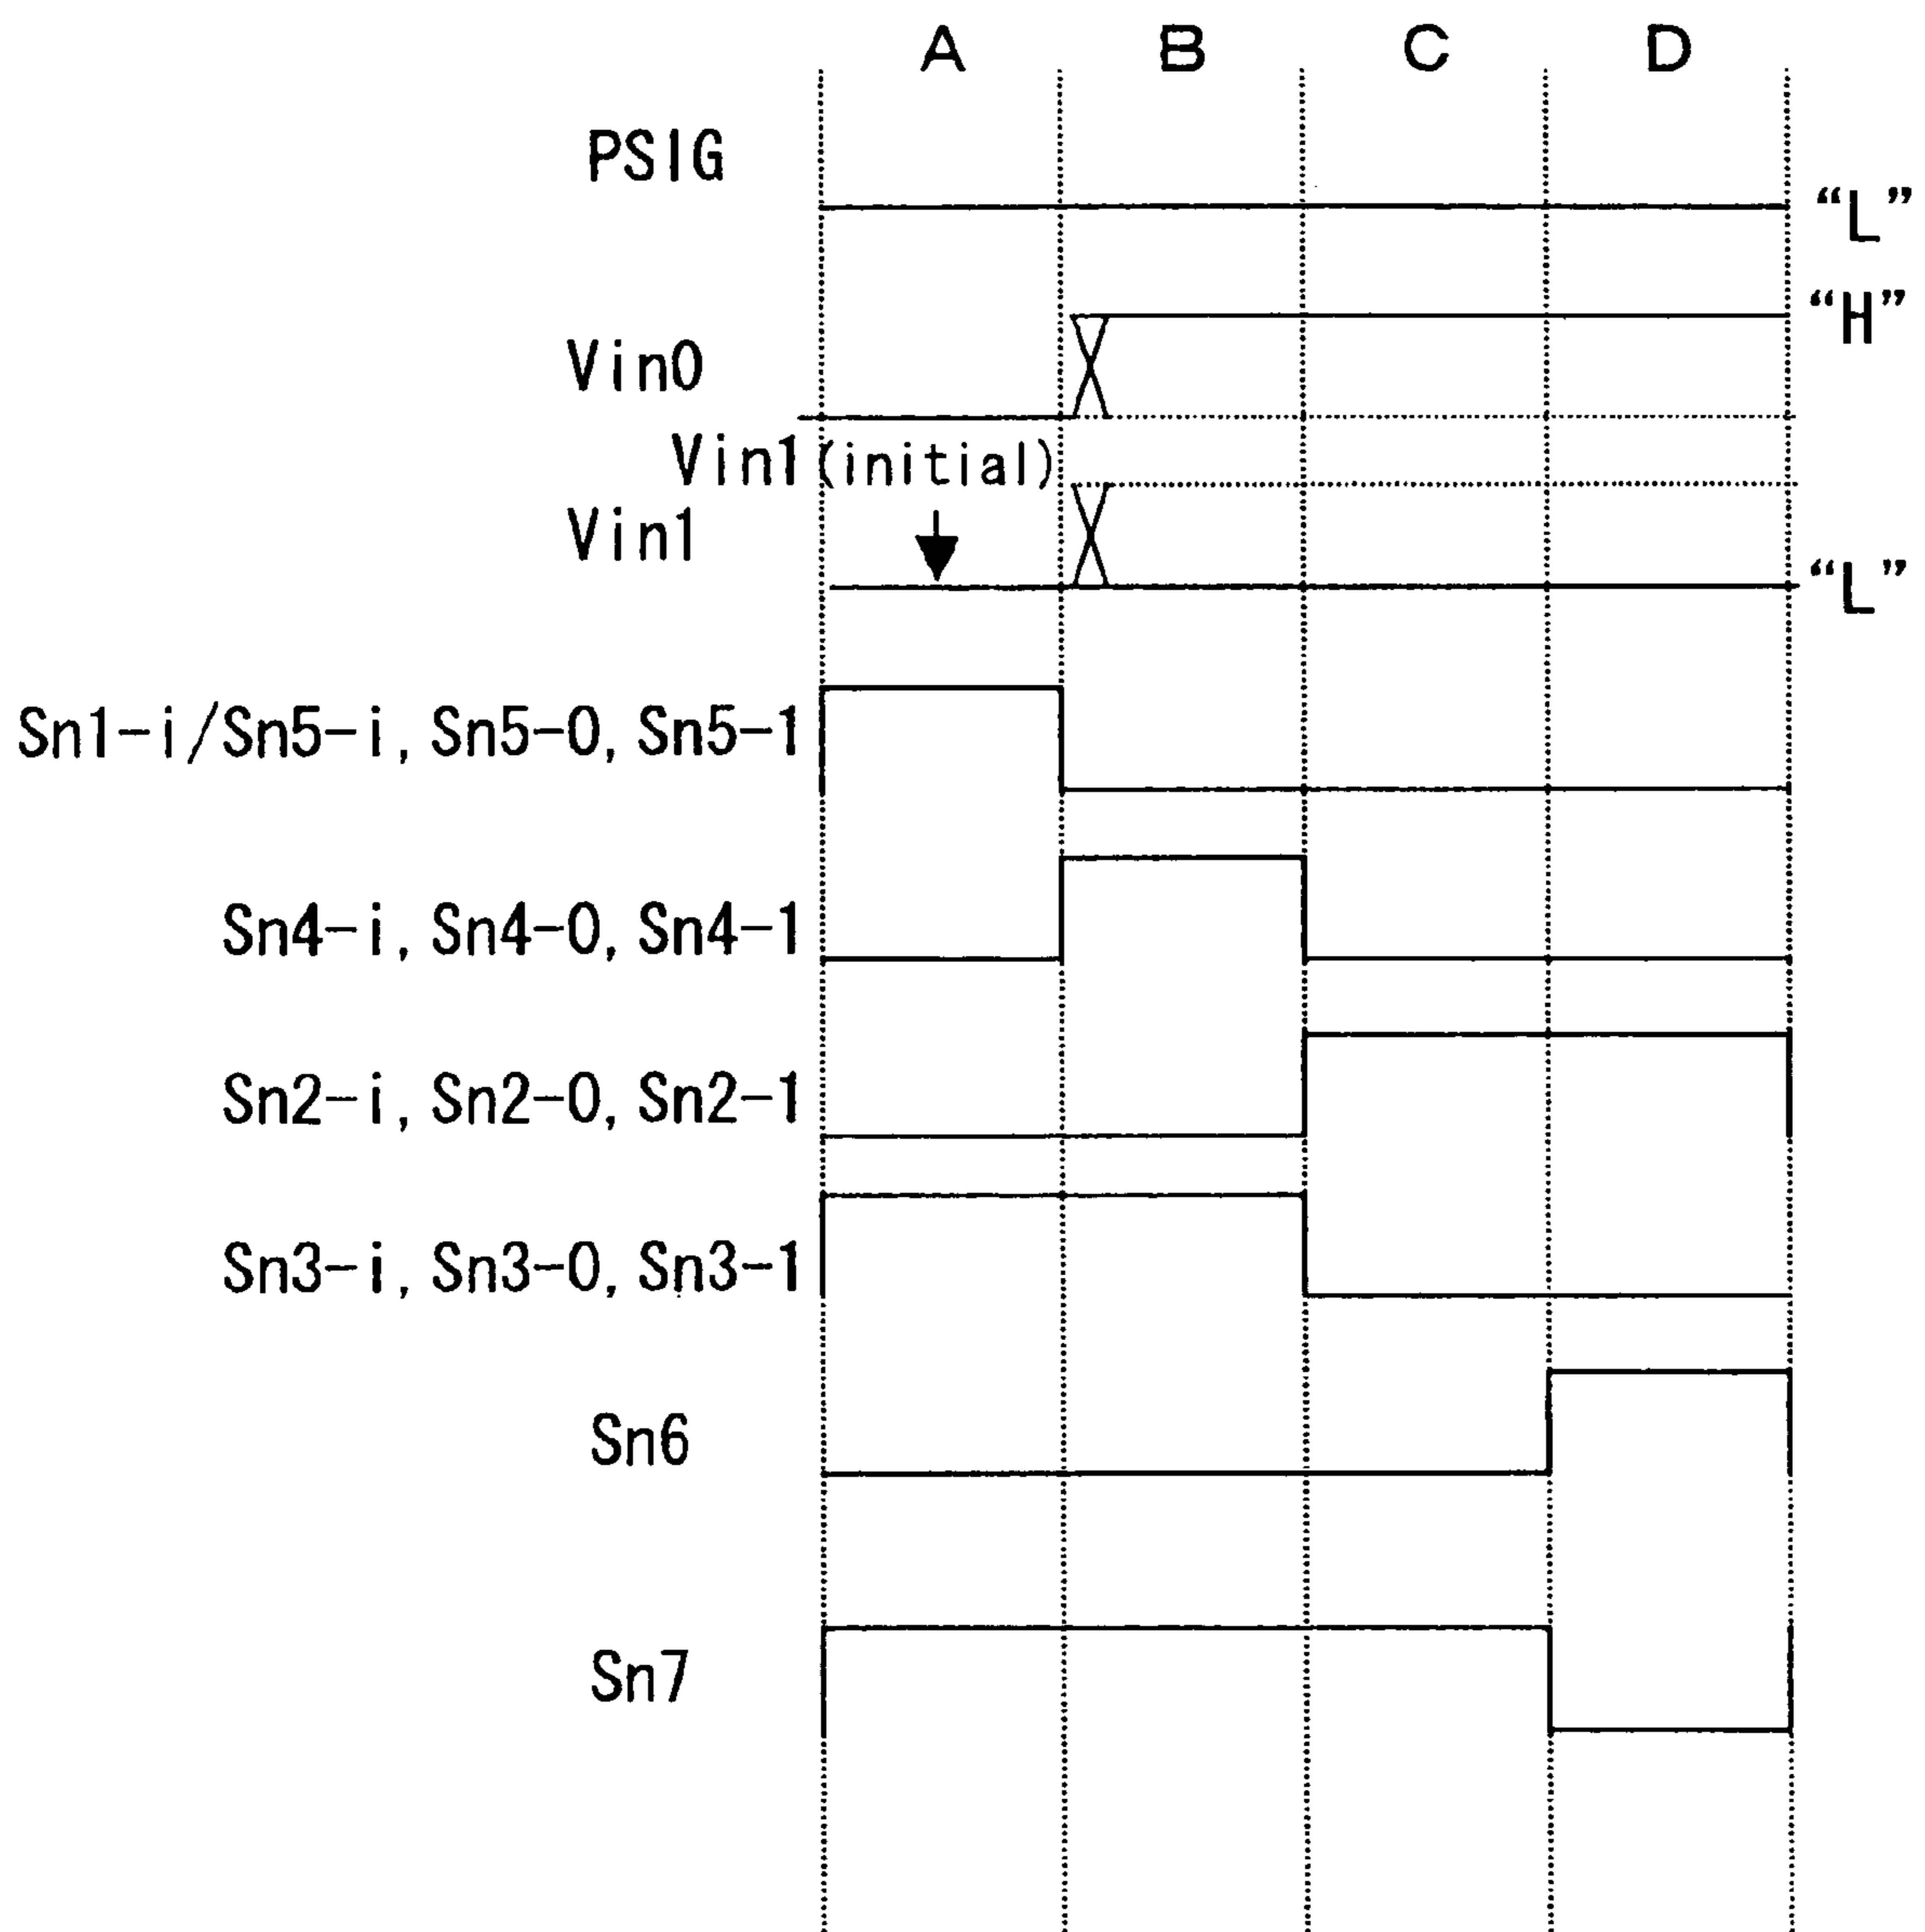 A B C D
PSIG
“L”
“H”
Vin0
Vin1(initial)
Vin1
“L”
Sn1-i/Sn5-i, Sn5-0, Sn5-1
Sn4-i, Sn4-0, Sn4-1
Sn2-i, Sn2-0, Sn2-1
Sn3-i, Sn3-0, Sn3-1
Sn6
Sn7